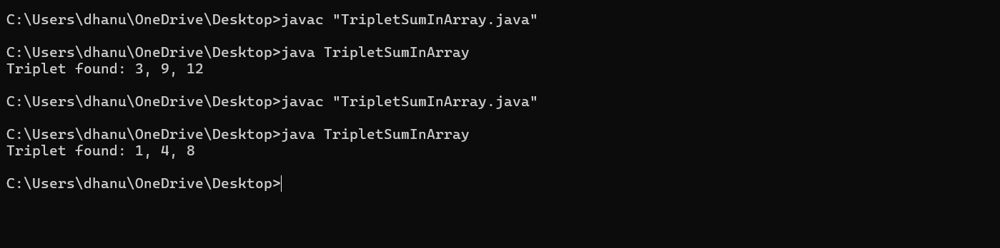 C:\Users\dhanu\OneDrive\Desktop>javac "TripletSumInArray.java"
C:\Users\dhanu\OneDrive\Desktop>java TripletSumInArray
Triplet found: 3, 9, 12
C:\Users\dhanu\OneDrive\Desktop>javac "TripletSumInArray.java"
C:\Users\dhanu\OneDrive\Desktop>java TripletSumInArray
Triplet found: 1, 4, 8
C:\Users\dhanu\OneDrive\Desktop>